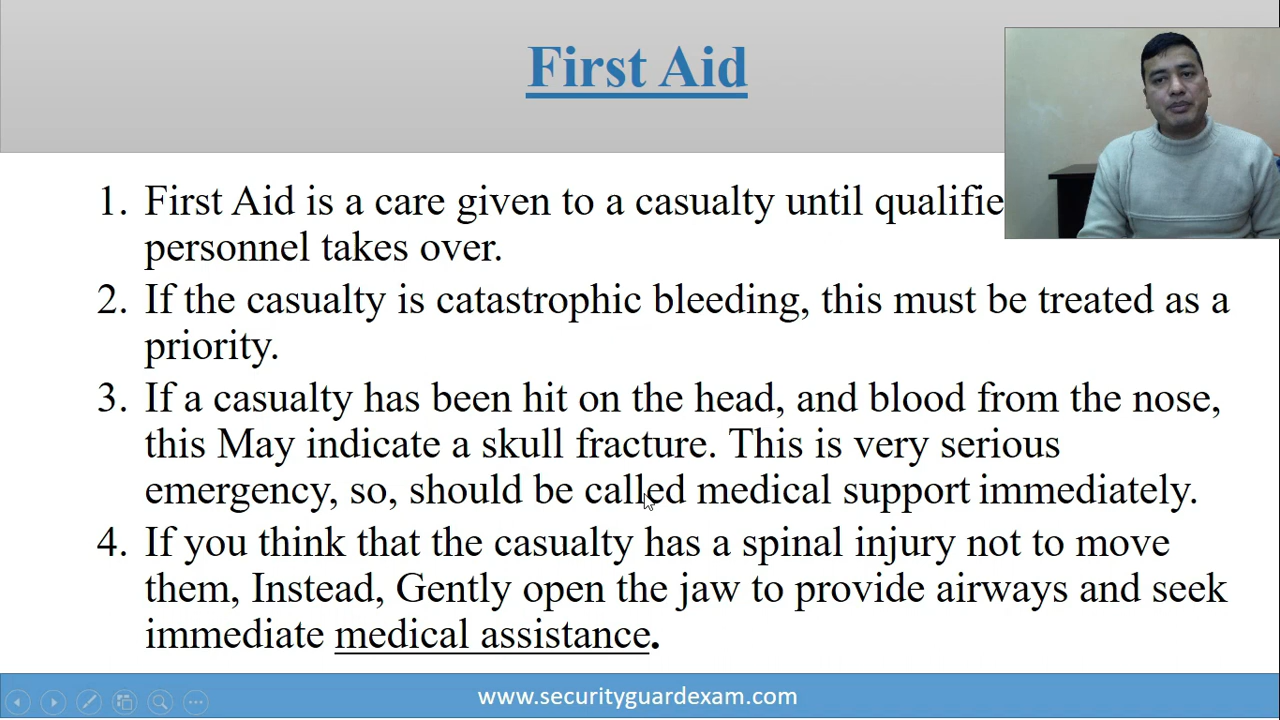 First Aid
1. First Aid is a care given to a casualty until
personnel takes over.
2. If the casualty is catastrophic bleeding, this must be treated as a
priority.
3. If a casualty has been hit on the head, and blood from the nose,
this May indicate a skull fracture. This is very serious
emergency, so, should be called medical support immediately.
4. If you think that the casualty has a spinal injury not to move
them, Instead, Gently open the jaw to provide airways and seek
immediate medical assistance.
www.securityguardexam.com